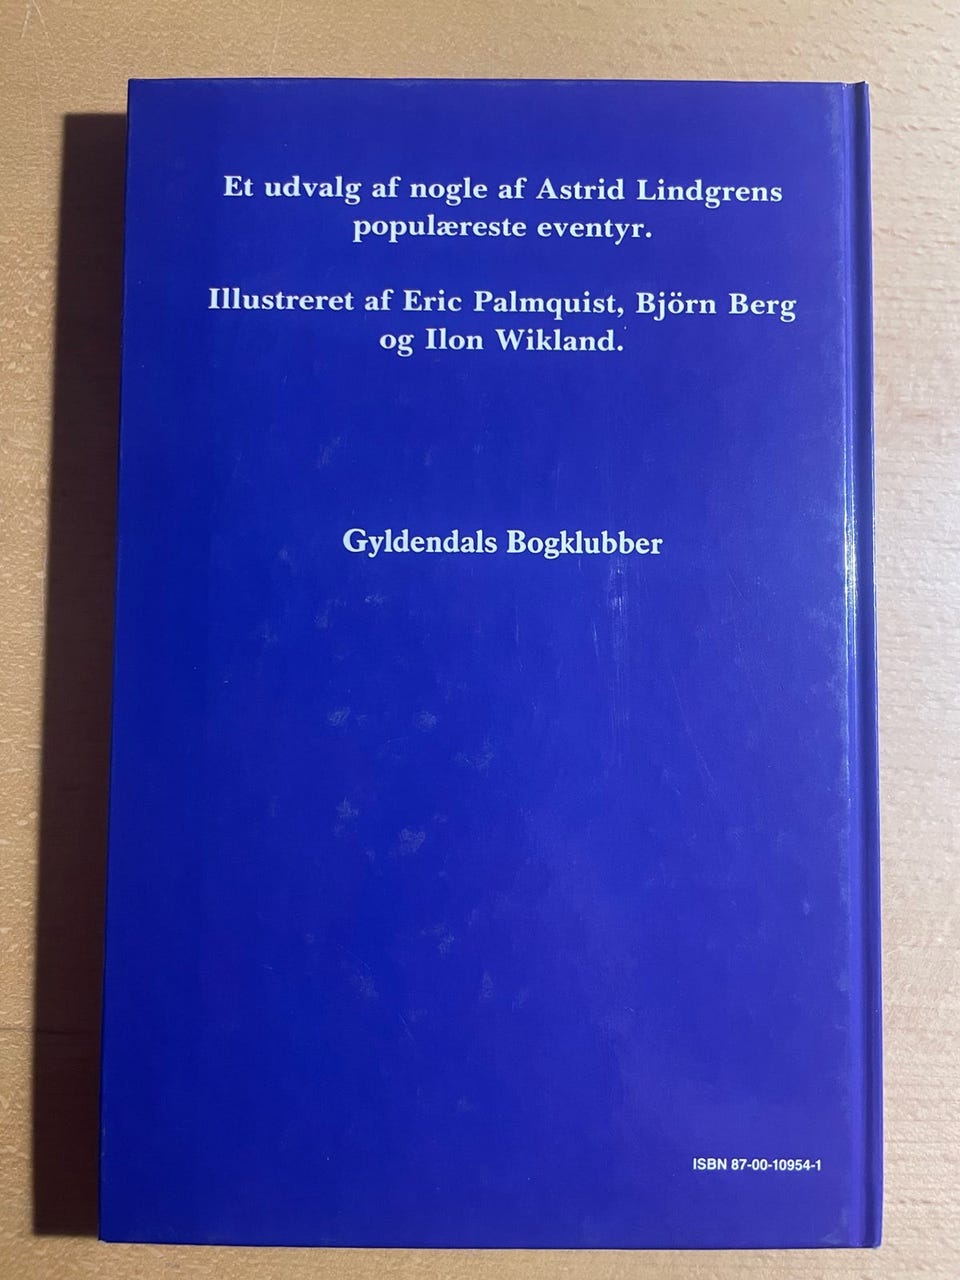 Et udvalg af nogle af Astrid Lindgrens
populæreste eventyr.
Illustreret af Eric Palmquist, Björn Berg
og Ilon Wikland.
Gyldendals Bogklubber
ISBN 87-00-10954-1